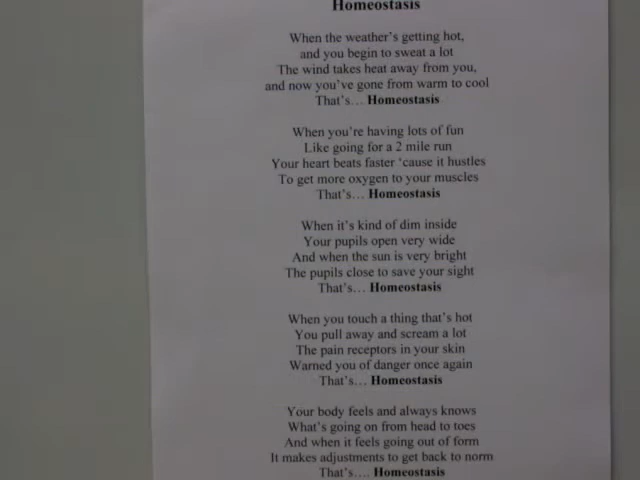 Homeostasis
When the weather's getting hot,
and you begin to sweat a lot
The wind takes heat away from you,
and now you've gone from warm to cool
That's… Homeostasis
When you're having lots of fun
Like going for a 2 mile run
Your heart beats faster 'cause it hustles
To get more oxygen to your muscles
That's… Homeostasis
When it's kind of dim inside
Your pupils open very wide
And when the sun is very bright
The pupils close to save your sight
That's… Homeostasis
When you touch a thing that's hot
You pull away and scream a lot
The pain receptors in your skin
Warned you of danger once again
That's… Homeostasis
Your body feels and always knows
What's going on from head to toes
And when it feels going out of form
It makes adjustments to get back to norm
That's…. Homeostasis